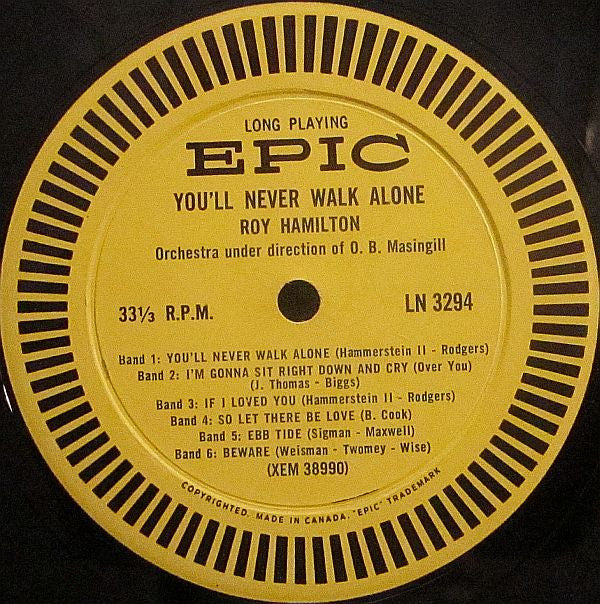 LONG PLAYING
EPIC
YOU'LL NEVER WALK ALONE
ROY HAMILTON
Orchestra under direction of O. B. Masingill
33⅓ R.P.M.
LN 3294
Band 1: YOU'LL NEVER WALK ALONE (Hammerstein II - Rodgers)
Band 2: I'M GONNA SIT RIGHT DOWN AND CRY (Over You)
(J. Thomas - Biggs)
Band 3: IF I LOVED YOU (Hammerstein II - Rodgers)
Band 4: SO LET THERE BE LOVE (B. Cook)
Band 5: EBB TIDE (Sigman - Maxwell)
Band 6: BEWARE (Weisman - Twomey - Wise)
(XEM 38990)
COPYRIGHTED. MADE IN CANADA. "EPIC" TRADEMARK